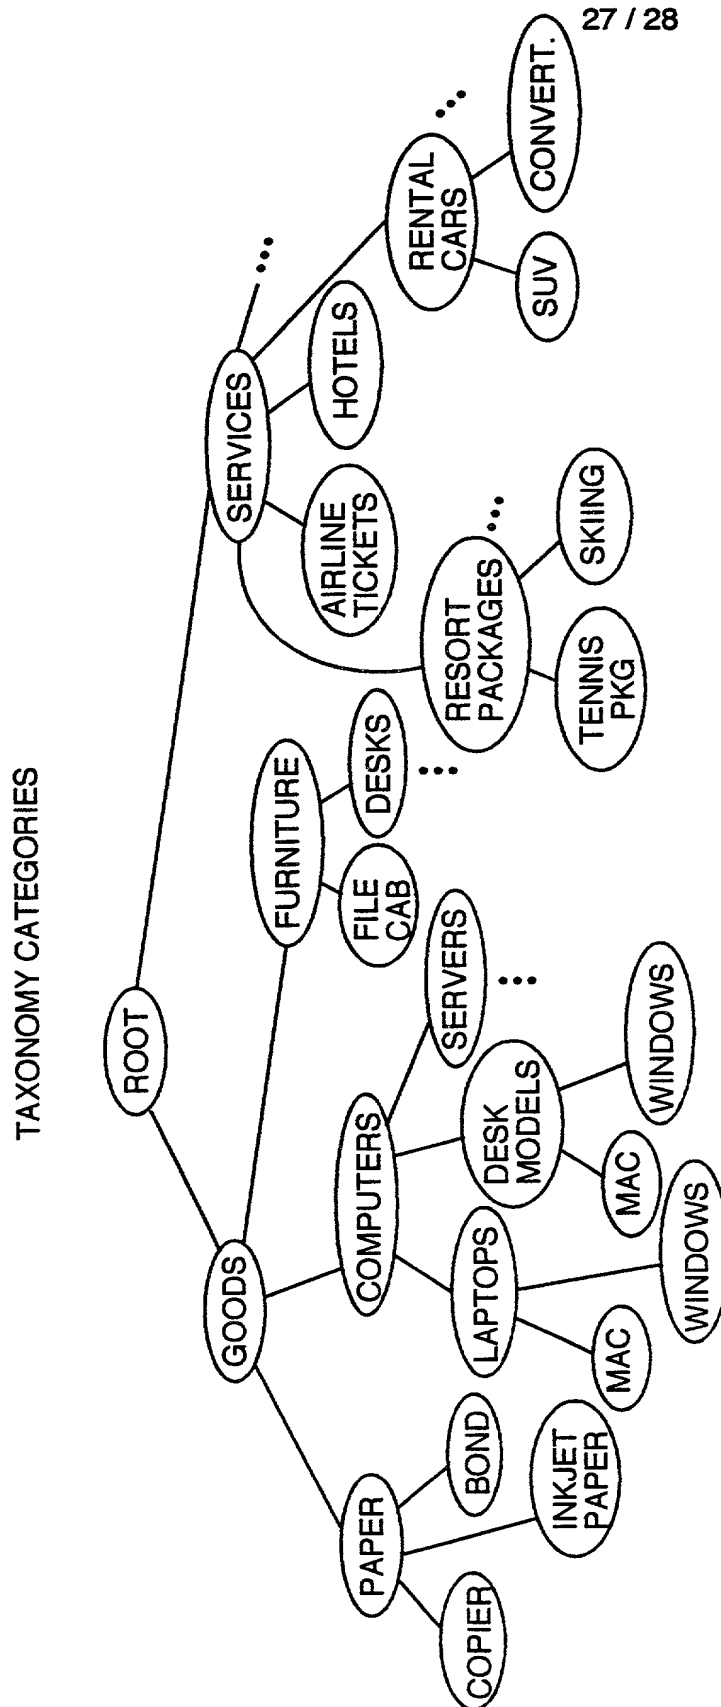 27 / 28
TAXONOMY CATEGORIES
ROOT
GOODS
SERVICES
PAPER
COMPUTERS
FURNITURE
AIRLINE
TICKETS
HOTELS
RENTAL
CARS
COPIER
BOND
INKJET
PAPER
LAPTOPS
DESK
MODELS
SERVERS
FILE
CAB
DESKS
RESORT
PACKAGES
SUV
CONVERT.
MAC
WINDOWS
MAC
WINDOWS
TENNIS
PKG
SKIING